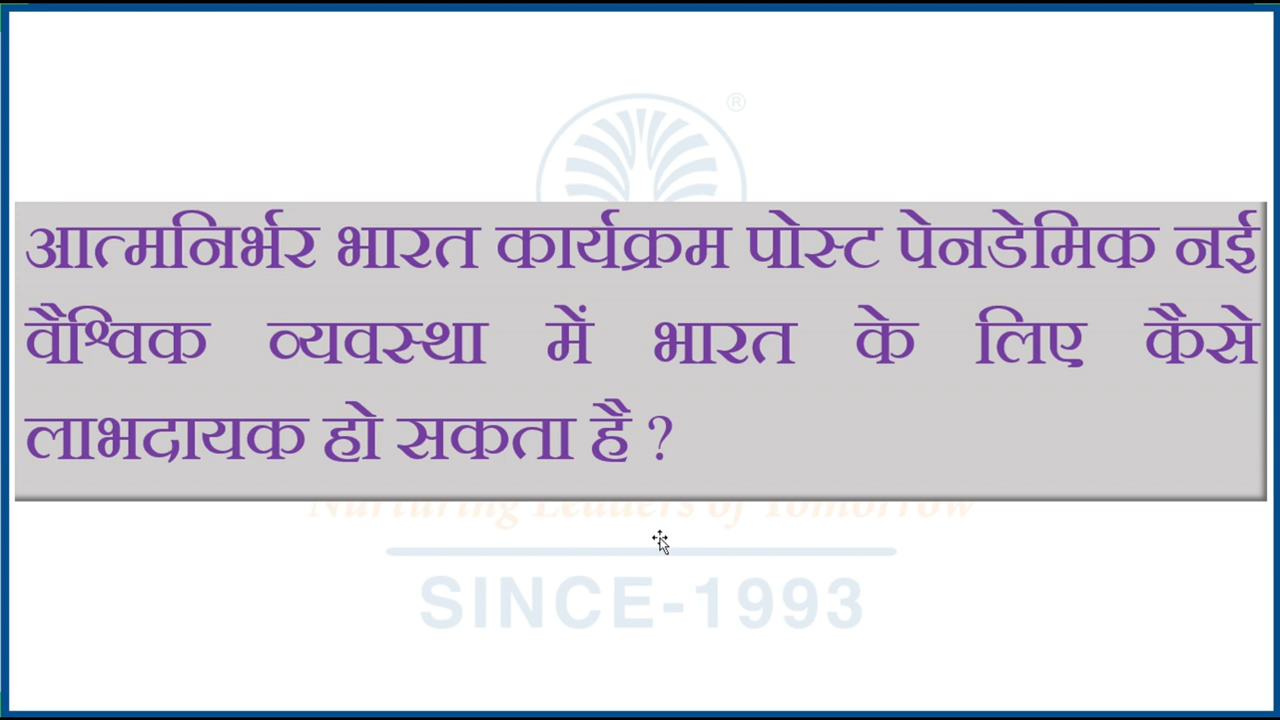 ®
आत्मनिर्भर भारत कार्यक्रम पोस्ट पेनडेमिक नई
वैश्विक व्यवस्था में भारत के लिए कैसे
लाभदायक हो सकता है ?
Nurturing Leaders of Tomorrow
SINCE-1993